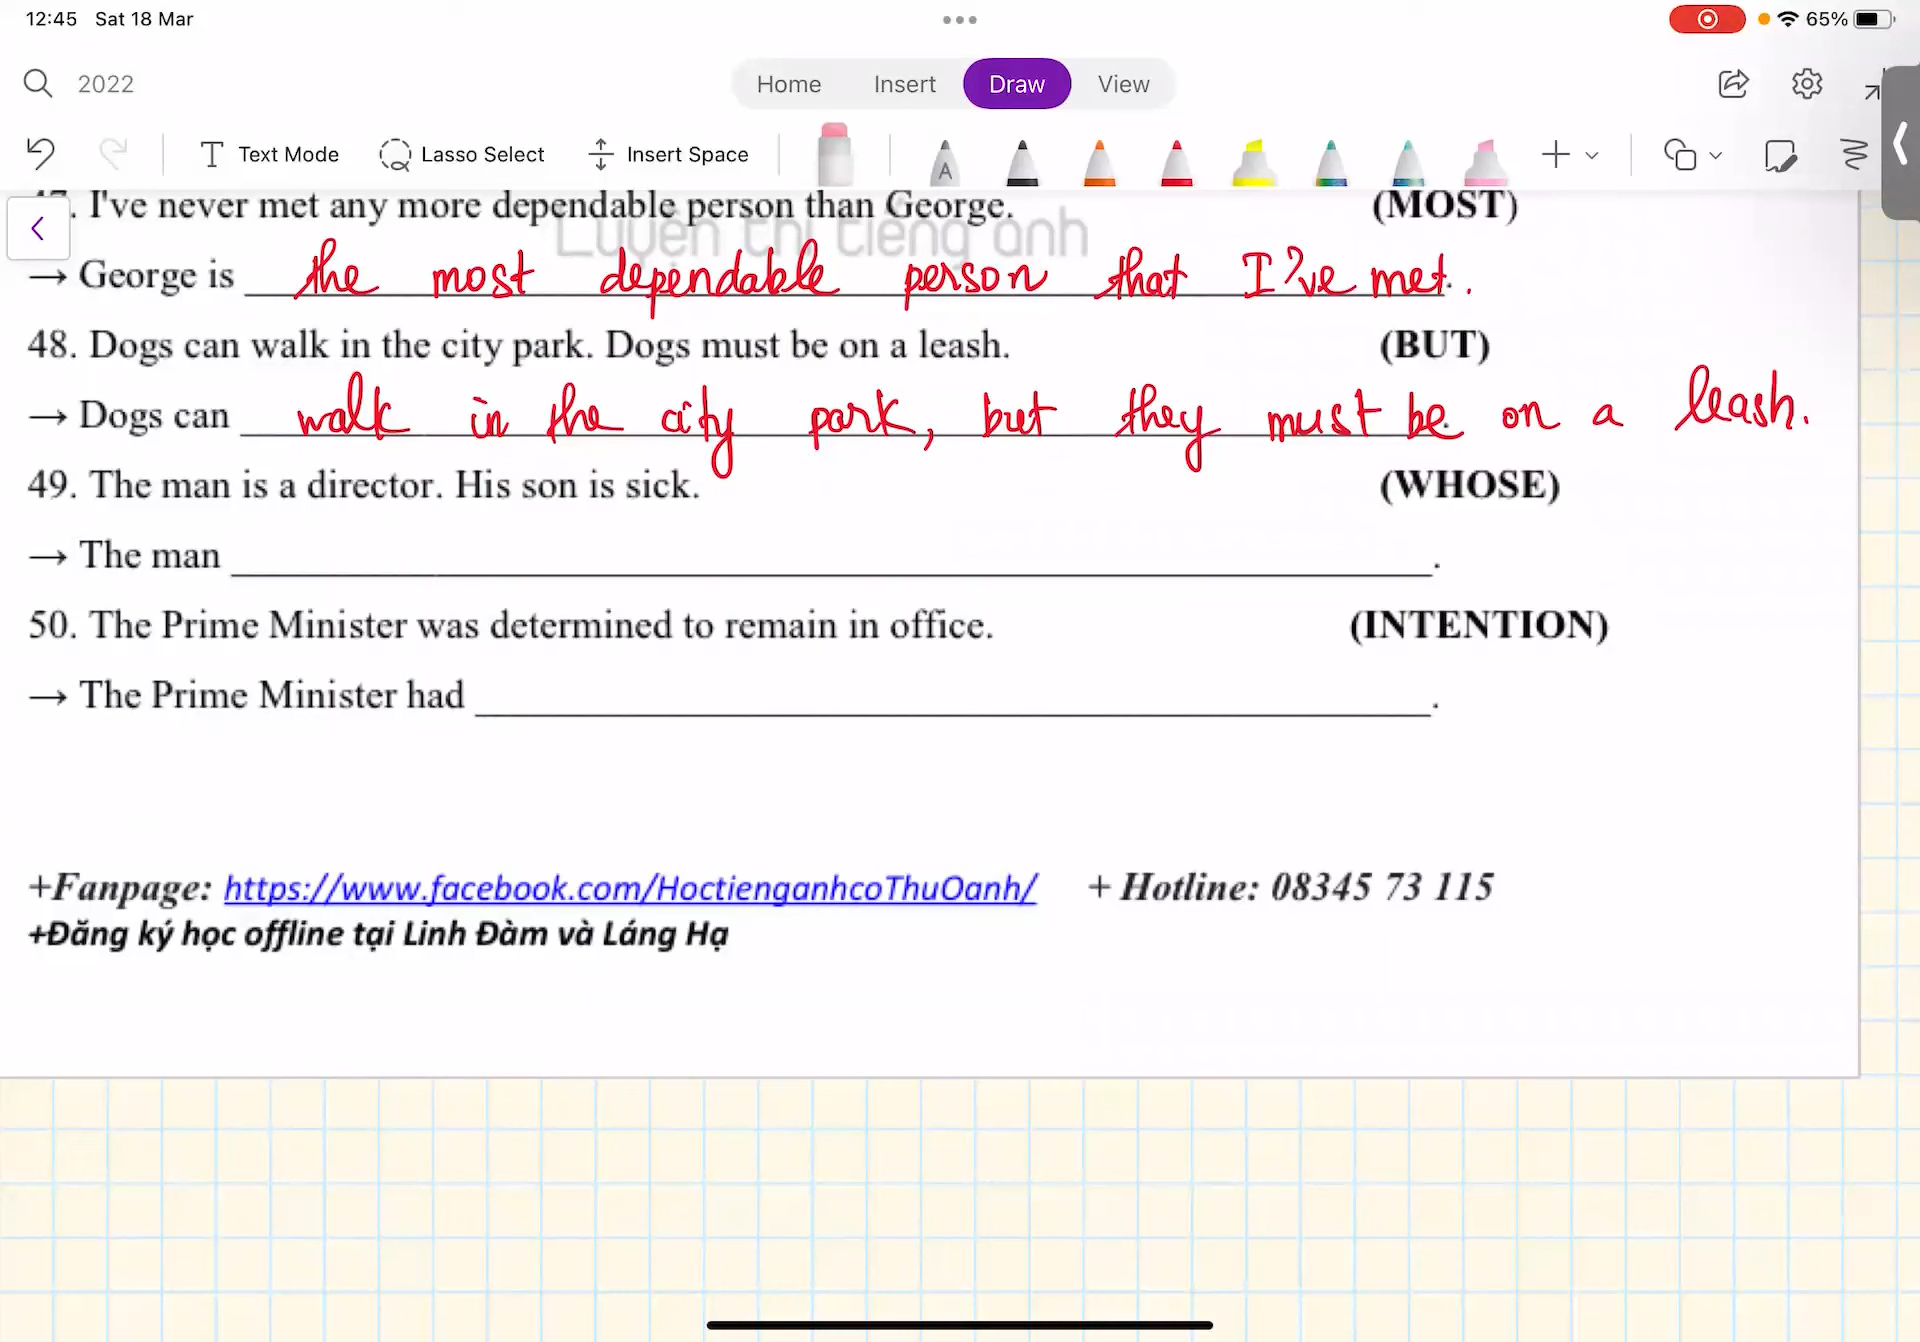 12:45 Sat 18 Mar 65%
2022 Home Insert Draw View
Text Mode Lasso Select Insert Space A
. I've never met any more dependable person than George. (MOST)
Luyện thi tiếng anh
→ George is the most dependable person that I've met.
48. Dogs can walk in the city park. Dogs must be on a leash. (BUT)
→ Dogs can walk in the city park, but they must be on a leash.
49. The man is a director. His son is sick. (WHOSE)
→ The man ______.
50. The Prime Minister was determined to remain in office. (INTENTION)
→ The Prime Minister had ______.
+Fanpage: https://www.facebook.com/HoctienganhcoThuOanh/ + Hotline: 08345 73 115
+Đăng ký học offline tại Linh Đàm và Láng Hạ